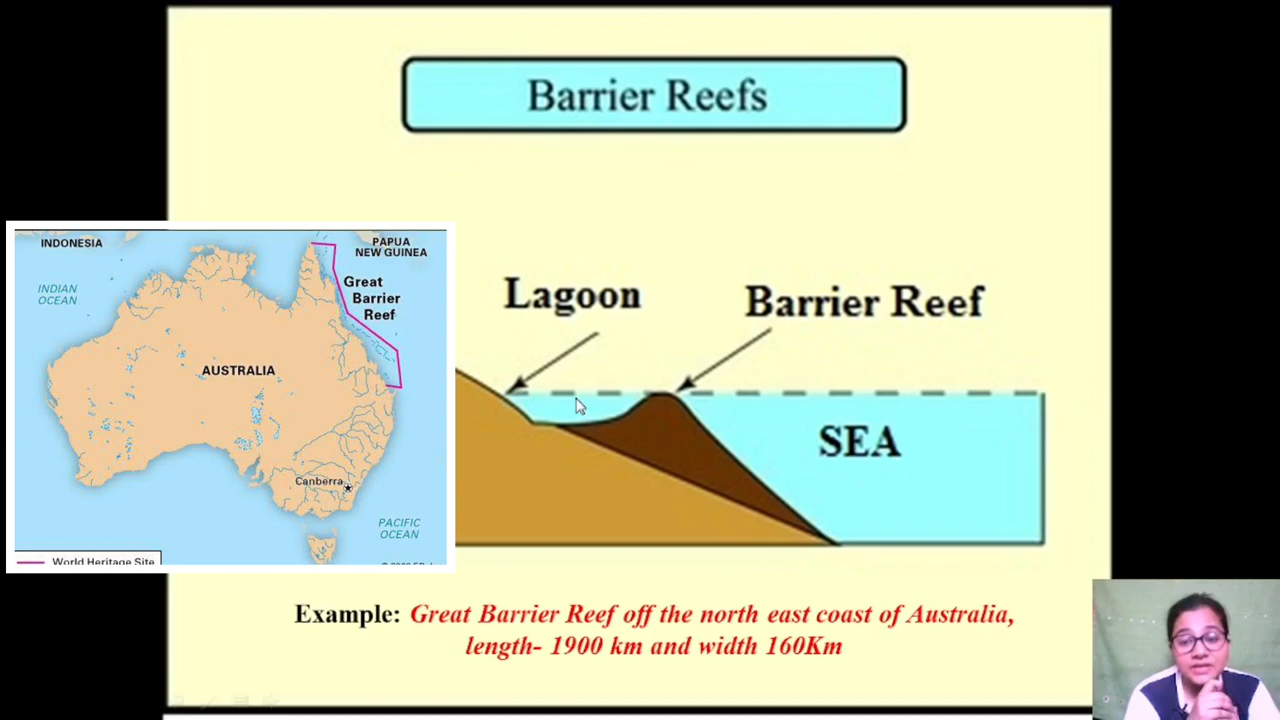 Barrier Reefs
INDONESIA
PAPUA
NEW GUINEA
INDIAN
OCEAN
Great
Barrier
Reef
AUSTRALIA
Canberra
PACIFIC
OCEAN
World Heritage Site
Lagoon
Barrier Reef
SEA
Example: Great Barrier Reef off the north east coast of Australia,
length- 1900 km and width 160Km